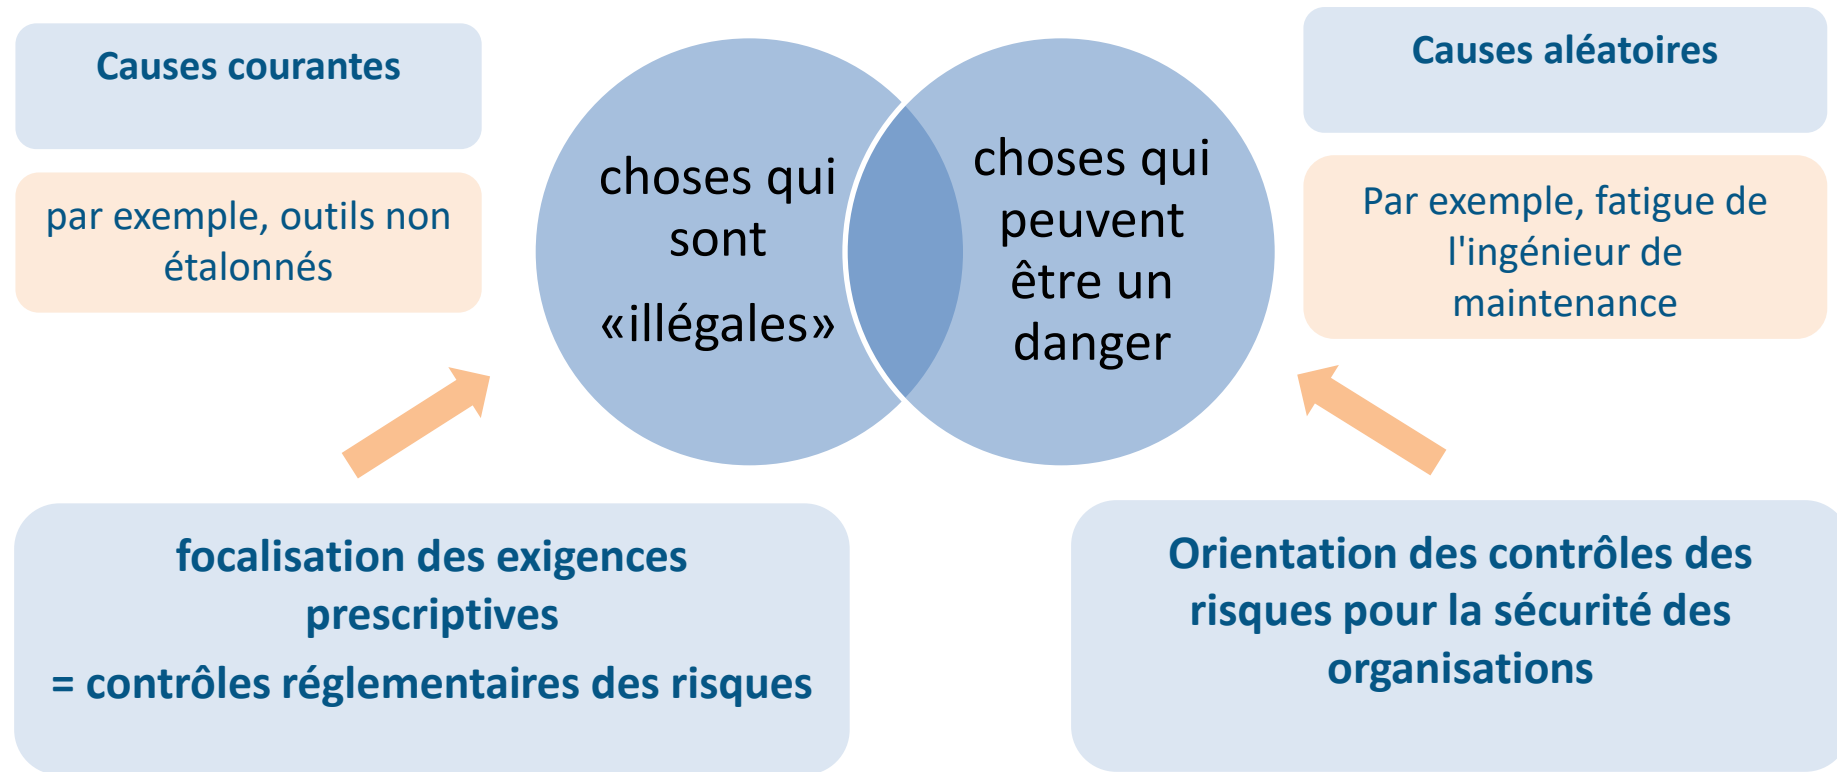 Causes courantes
par exemple, outils non
étalonnés
choses qui
sont
«illégales»
choses qui
peuvent
être un
danger
Causes aléatoires
Par exemple, fatigue de
l'ingénieur de
maintenance
focalisation des exigences
prescriptives
= contrôles réglementaires des risques
Orientation des contrôles des
risques pour la sécurité des
organisations